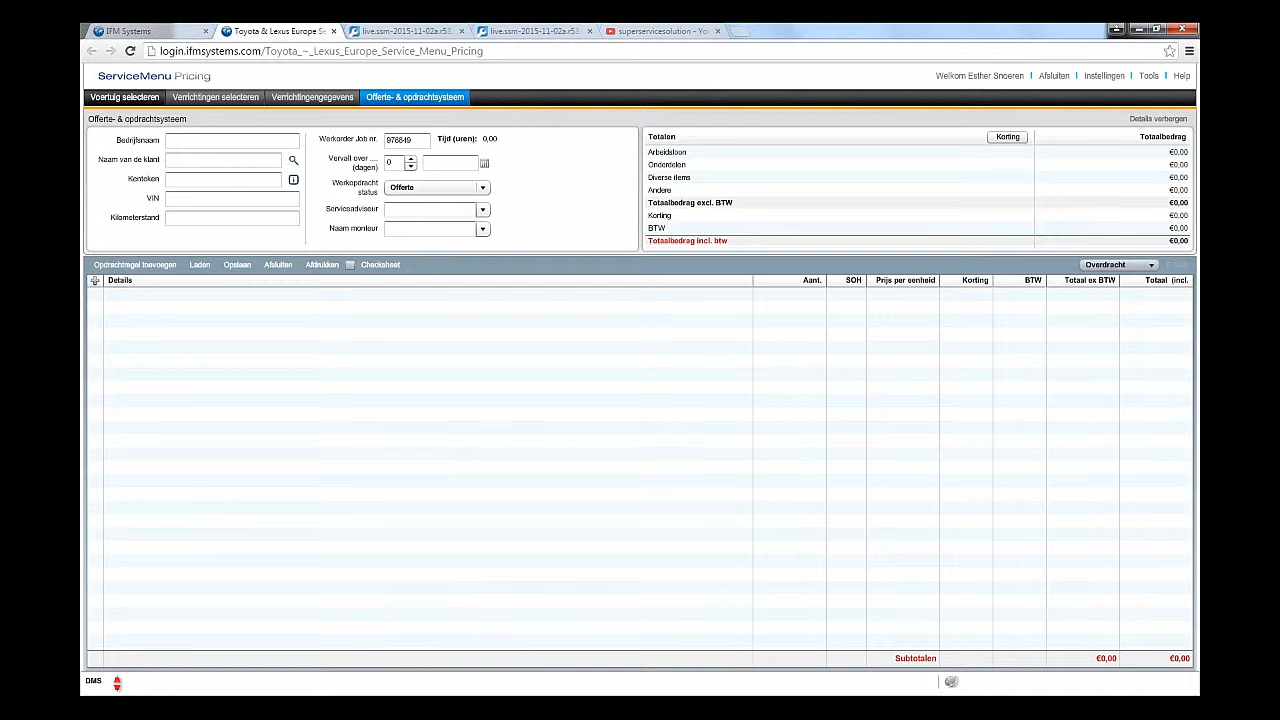 IFM Systems
Toyota & Lexus Europe Se
live.ssm-2015-11-02a.r53
live.ssm-2015-11-02a.r53
superservicesolution - Yo
login.ifmsystems.com/Toyota_~_Lexus_Europe_Service_Menu_Pricing
ServiceMenu Pricing
Welkom Esther Snoeren
Afsluiten
Instellingen
Tools
Help
Voertuig selecteren
Verrichtingen selecteren
Verrichtingengegevens
Offerte- & opdrachtsysteem
Offerte- & opdrachtsysteem
Details verbergen
Bedrijfsnaam
Naam van de klant
Kenteken
VIN
Kilometerstand
Werkorder Job nr. 976849 Tijd (uren): 0,00
Vervalt over ....
(dagen)
0
Werkopdracht
status
Offerte
Serviceadviseur
Naam monteur
Totalen Korting Totaalbedrag
Arbeidsloon €0,00
Onderdelen €0,00
Diverse items €0,00
Andere €0,00
Totaalbedrag excl. BTW €0,00
Korting €0,00
BTW €0,00
Totaalbedrag incl. btw €0,00
Opdrachtregel toevoegen Laden Opslaan Afsluiten Afdrukken Checksheet Overdracht
Details Aant. SOH Prijs per eenheid Korting BTW Totaal ex BTW Totaal (incl.
Subtotalen €0,00 €0,00
DMS